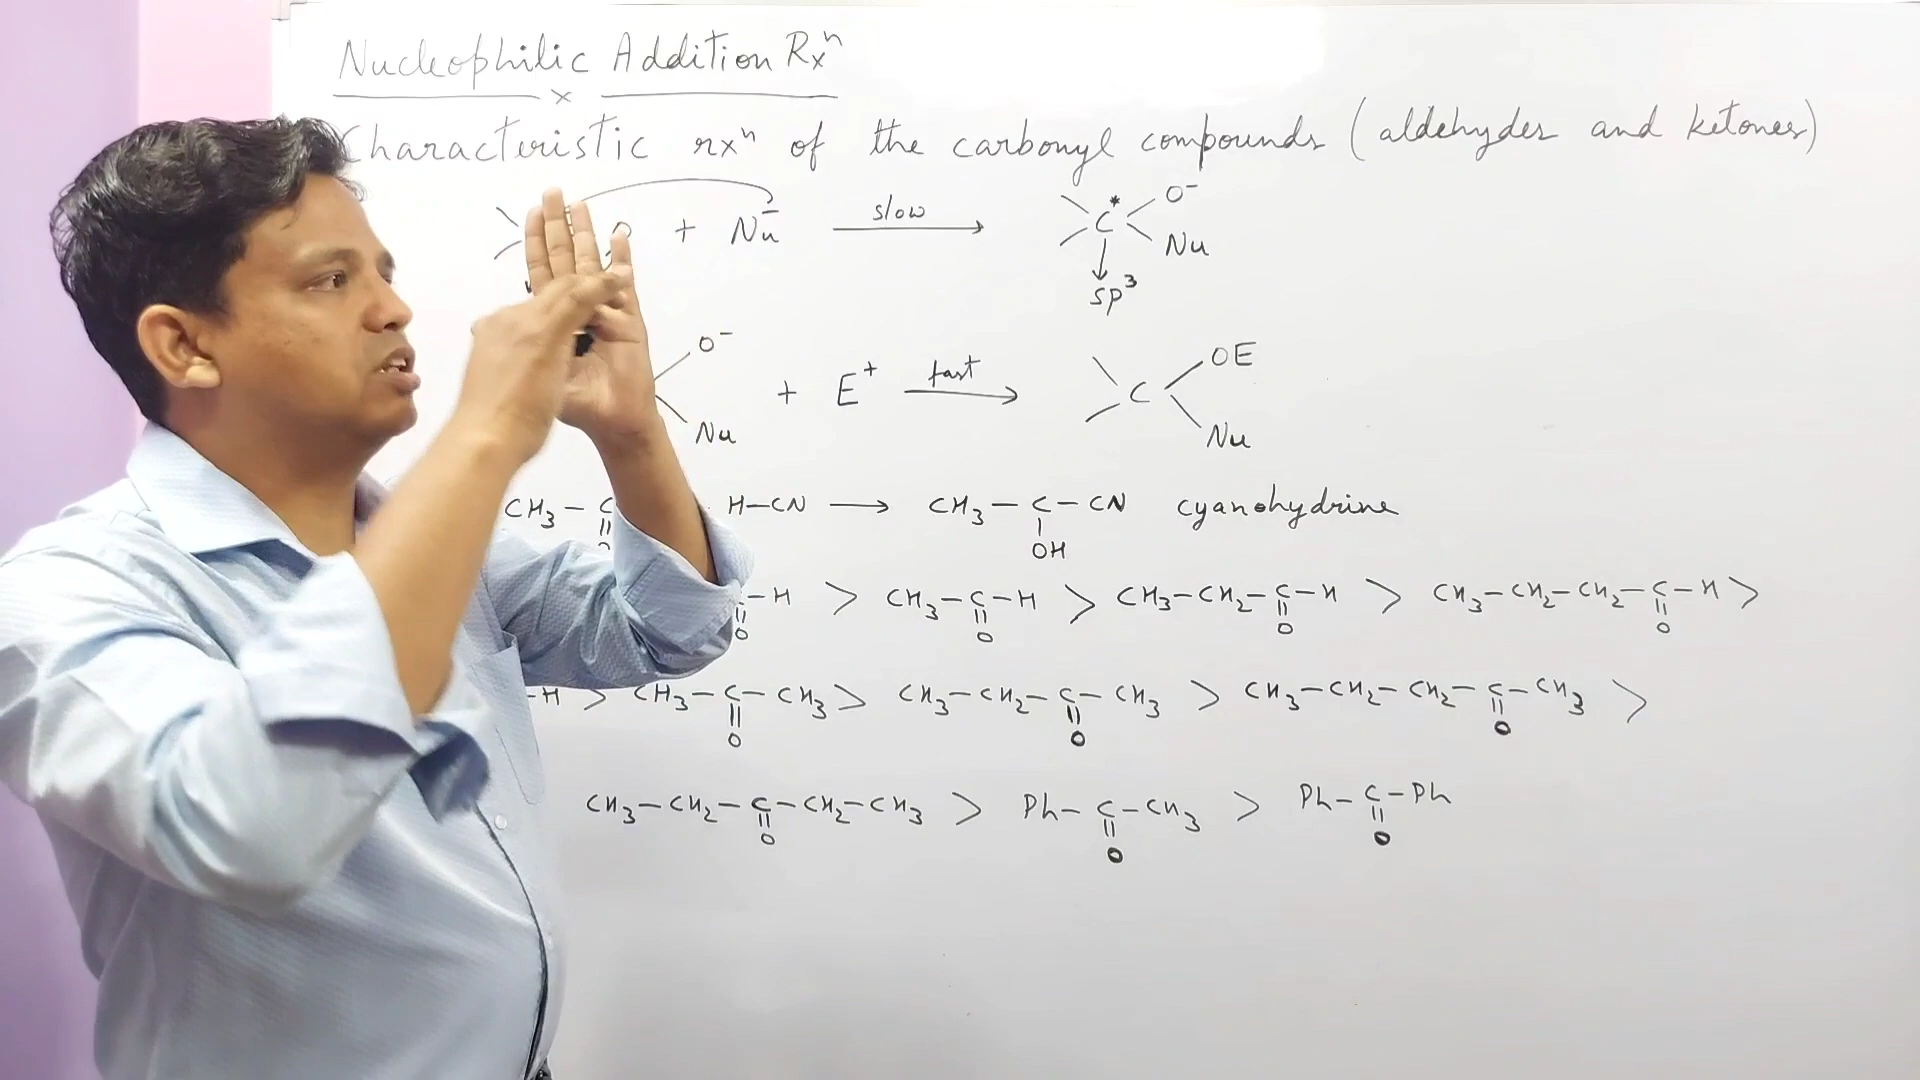 Nucleophilic Addition Rxⁿ
×
Characteristic rxⁿ of the carbonyl compounds (aldehydes and ketones)
O + Nu⁻ slow → C* O⁻ Nu
sp³
O⁻ Nu + E⁺ fast → C OE Nu
CH₃–C H–CN → CH₃–C–CN cyanohydrine
|| | OH
C–H > CH₃–C–H > CH₃–CH₂–C–H > CH₃–CH₂–CH₂–C–H >
|| O || O || O || O
–H > CH₃–C–CH₃ > CH₃–CH₂–C–CH₃ > CH₃–CH₂–CH₂–C–CH₃ >
|| O || O || O
CH₃–CH₂–C–CH₂–CH₃ > Ph–C–CH₃ > Ph–C–Ph
|| O || O || O